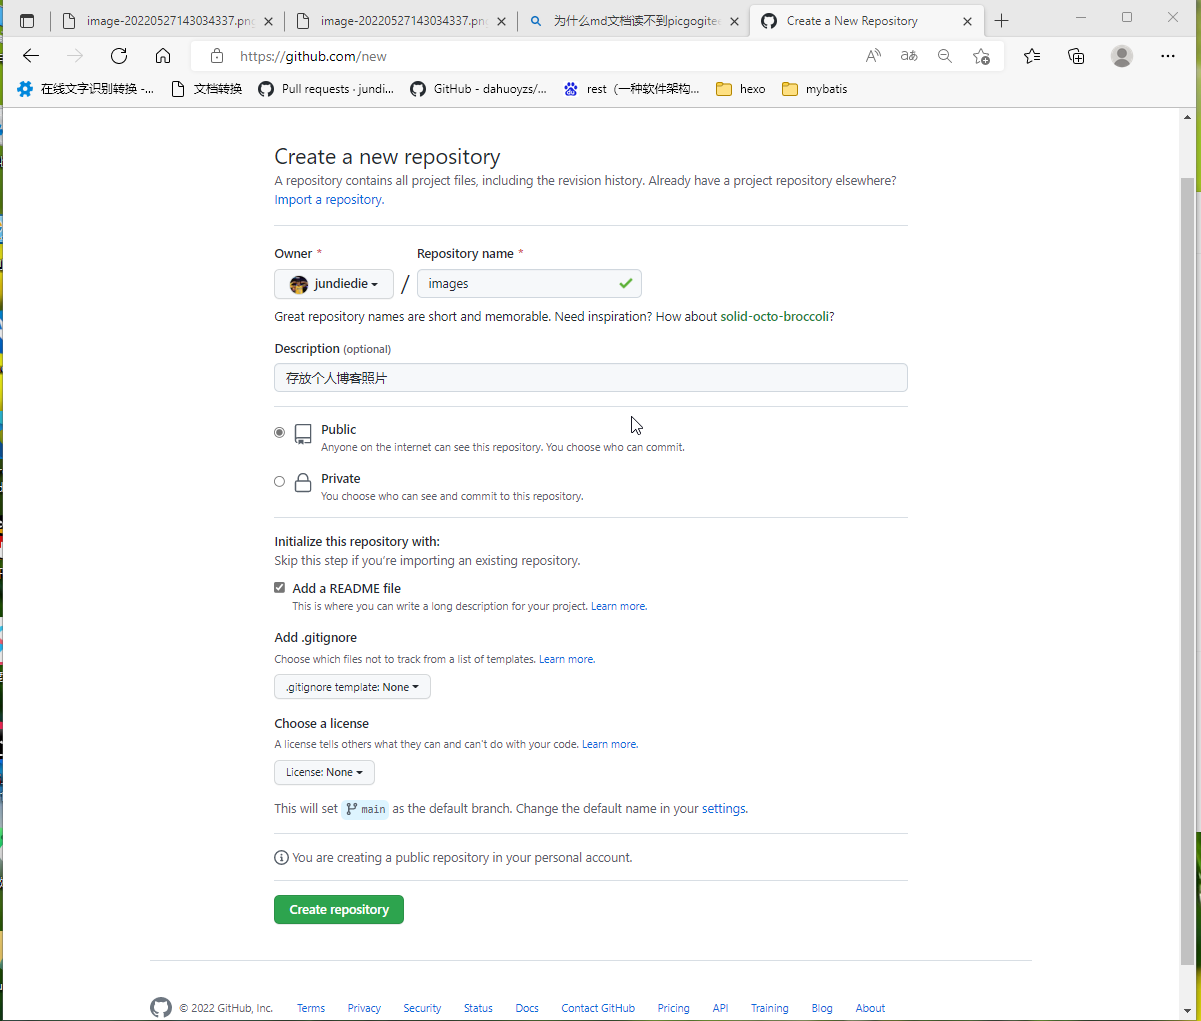 image-20220527143034337.png
image-20220527143034337.pn
为什么md文档读不到picgogitee
Create a New Repository
https://github.com/new
在线文字识别转换 -...
文档转换
Pull requests · jundi...
GitHub - dahuoyzs/...
rest（一种软件架构...
hexo
mybatis
Create a new repository
A repository contains all project files, including the revision history. Already have a project repository elsewhere?
Import a repository.
Owner *
Repository name *
jundiedie
/
images
Great repository names are short and memorable. Need inspiration? How about solid-octo-broccoli?
Description (optional)
存放个人博客照片
Public
Anyone on the internet can see this repository. You choose who can commit.
Private
You choose who can see and commit to this repository.
Initialize this repository with:
Skip this step if you’re importing an existing repository.
Add a README file
This is where you can write a long description for your project. Learn more.
Add .gitignore
Choose which files not to track from a list of templates. Learn more.
.gitignore template: None
Choose a license
A license tells others what they can and can't do with your code. Learn more.
License: None
This will set main as the default branch. Change the default name in your settings.
You are creating a public repository in your personal account.
Create repository
© 2022 GitHub, Inc.
Terms
Privacy
Security
Status
Docs
Contact GitHub
Pricing
API
Training
Blog
About